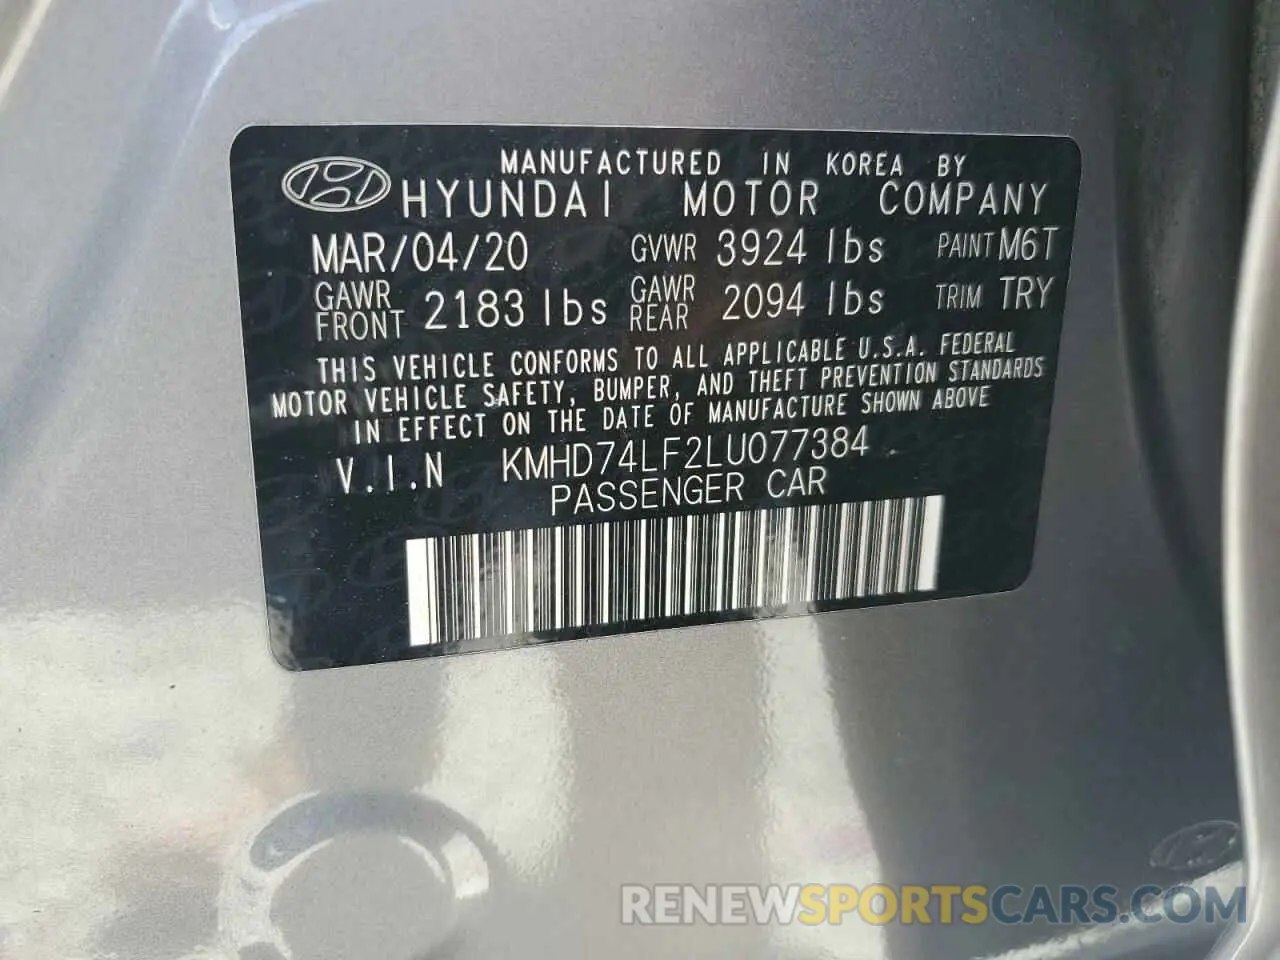 MANUFACTURED IN KOREA BY
HYUNDAI MOTOR COMPANY
MAR/04/20 GVWR 3924 lbs PAINT M6T
GAWR FRONT 2183 lbs GAWR REAR 2094 lbs TRIM TRY
THIS VEHICLE CONFORMS TO ALL APPLICABLE U.S.A. FEDERAL
MOTOR VEHICLE SAFETY, BUMPER, AND THEFT PREVENTION STANDARDS
IN EFFECT ON THE DATE OF MANUFACTURE SHOWN ABOVE
V.I.N KMHD74LF2LU077384
PASSENGER CAR
RENEWSPORTSCARS.COM